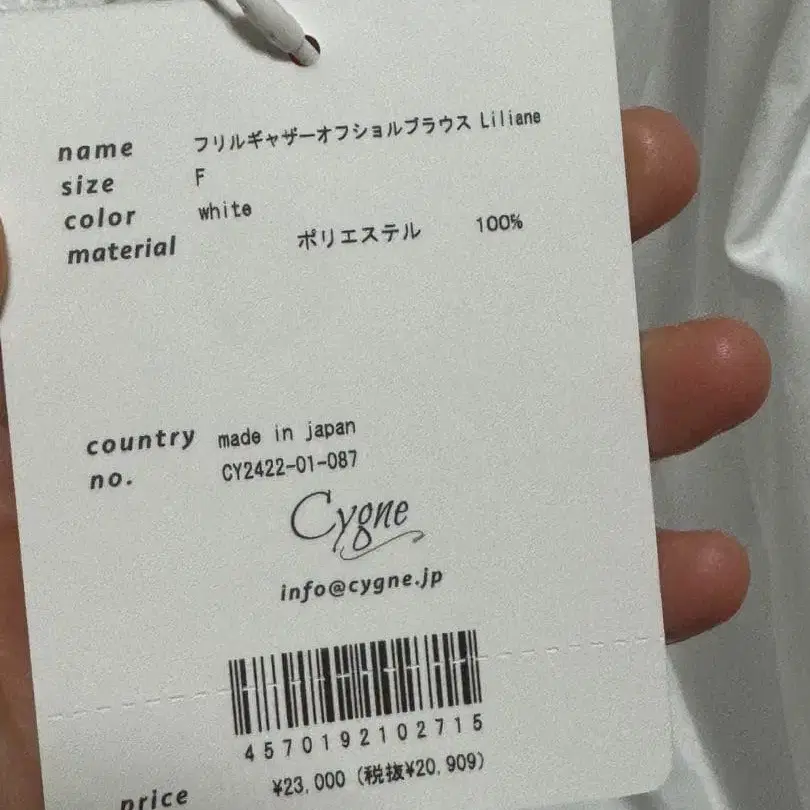 name フリルギャザーオフショルブラウス Liliane
size F
color white
material ポリエステル 100%
country made in japan
no. CY2422-01-087
Cygne
info@cygne.jp
4570192102715
price ¥23,000 (税抜¥20,909)